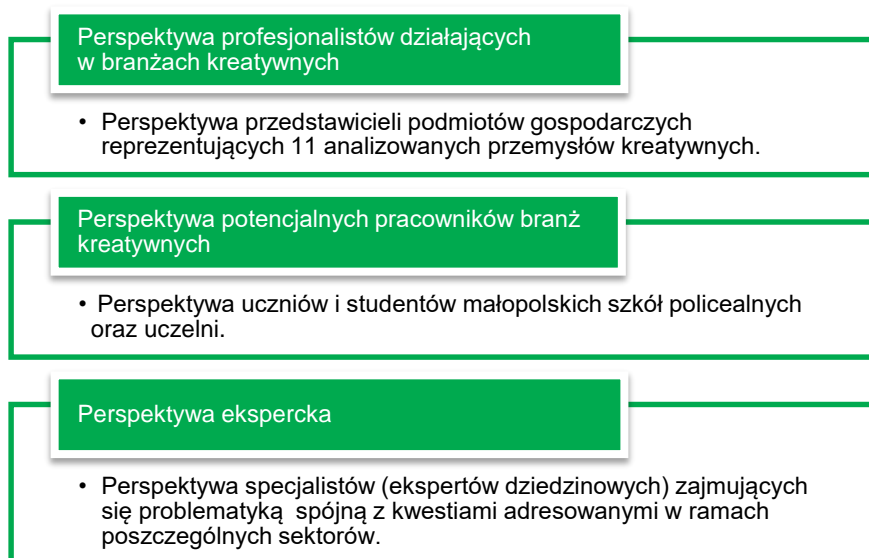 Perspektywa profesjonalistów działających
w branżach kreatywnych
• Perspektywa przedstawicieli podmiotów gospodarczych
reprezentujących 11 analizowanych przemysłów kreatywnych.
Perspektywa potencjalnych pracowników branż
kreatywnych
• Perspektywa uczniów i studentów małopolskich szkół policealnych
oraz uczelni.
Perspektywa ekspercka
• Perspektywa specjalistów (ekspertów dziedzinowych) zajmujących
się problematyką spójną z kwestiami adresowanymi w ramach
poszczególnych sektorów.